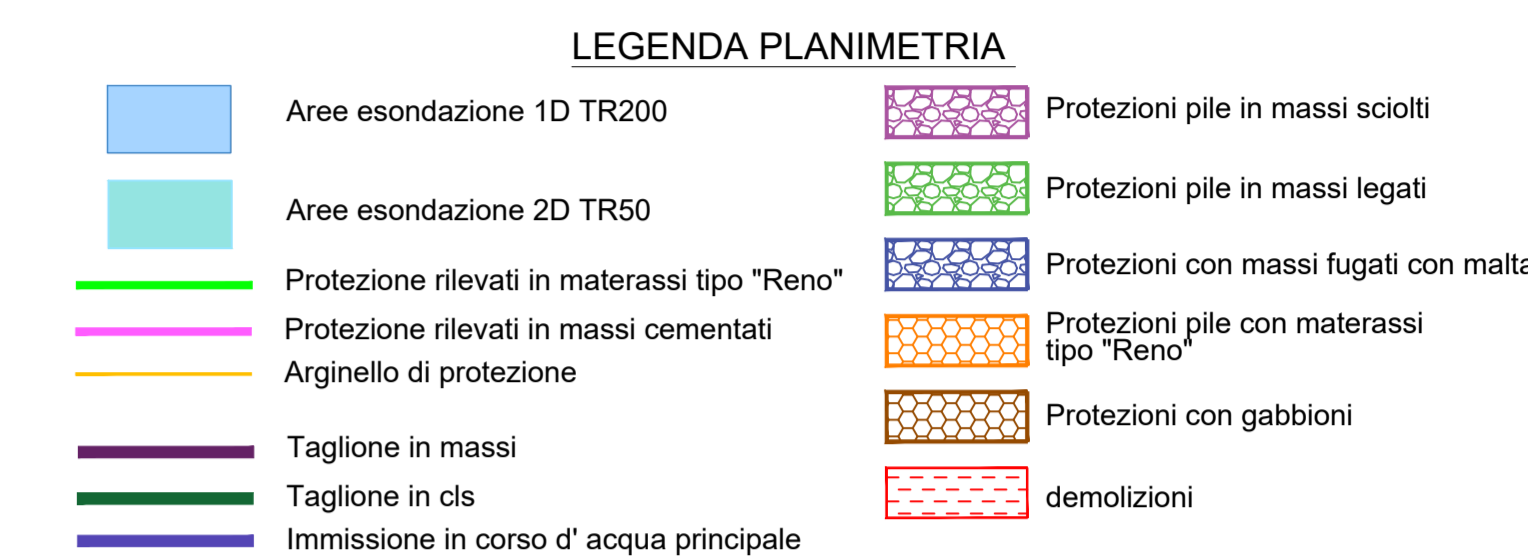 LEGENDA PLANIMETRIA
Aree esondazione 1D TR200
Aree esondazione 2D TR50
Protezione rilevati in materassi tipo "Reno"
Protezione rilevati in massi cementati
Arginello di protezione
Taglione in massi
Taglione in cls
Immissione in corso d' acqua principale
Protezioni pile in massi sciolti
Protezioni pile in massi legati
Protezioni con massi fugati con malta
Protezioni pile con materassi
tipo "Reno"
Protezioni con gabbioni
demolizioni